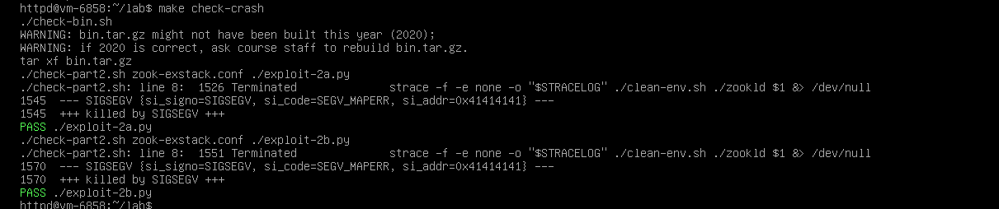 httpd@vm-6858:~/lab$ make check-crash
./check-bin.sh
WARNING: bin.tar.gz might not have been built this year (2020);
WARNING: if 2020 is correct, ask course staff to rebuild bin.tar.gz.
tar xf bin.tar.gz
./check-part2.sh zook-exstack.conf ./exploit-2a.py
./check-part2.sh: line 8:  1526 Terminated              strace -f -e none -o "$STRACELOG" ./clean-env.sh ./zookld $1 &> /dev/null
1545  --- SIGSEGV {si_signo=SIGSEGV, si_code=SEGV_MAPERR, si_addr=0x41414141} ---
1545  +++ killed by SIGSEGV +++
PASS ./exploit-2a.py
./check-part2.sh zook-exstack.conf ./exploit-2b.py
./check-part2.sh: line 8:  1551 Terminated              strace -f -e none -o "$STRACELOG" ./clean-env.sh ./zookld $1 &> /dev/null
1570  --- SIGSEGV {si_signo=SIGSEGV, si_code=SEGV_MAPERR, si_addr=0x41414141} ---
1570  +++ killed by SIGSEGV +++
PASS ./exploit-2b.py
httpd@vm-6858:~/lab$